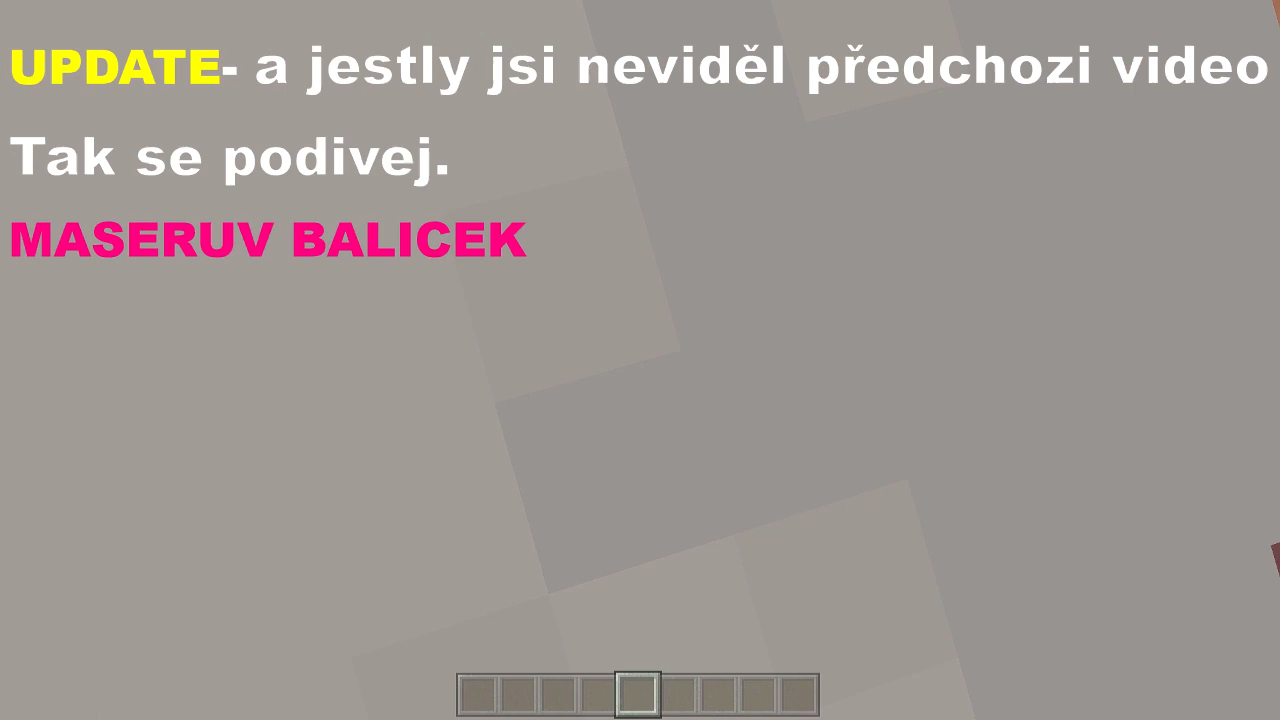 UPDATE- a jestly jsi neviděl předchozi video
Tak se podivej.
MASERUV BALICEK